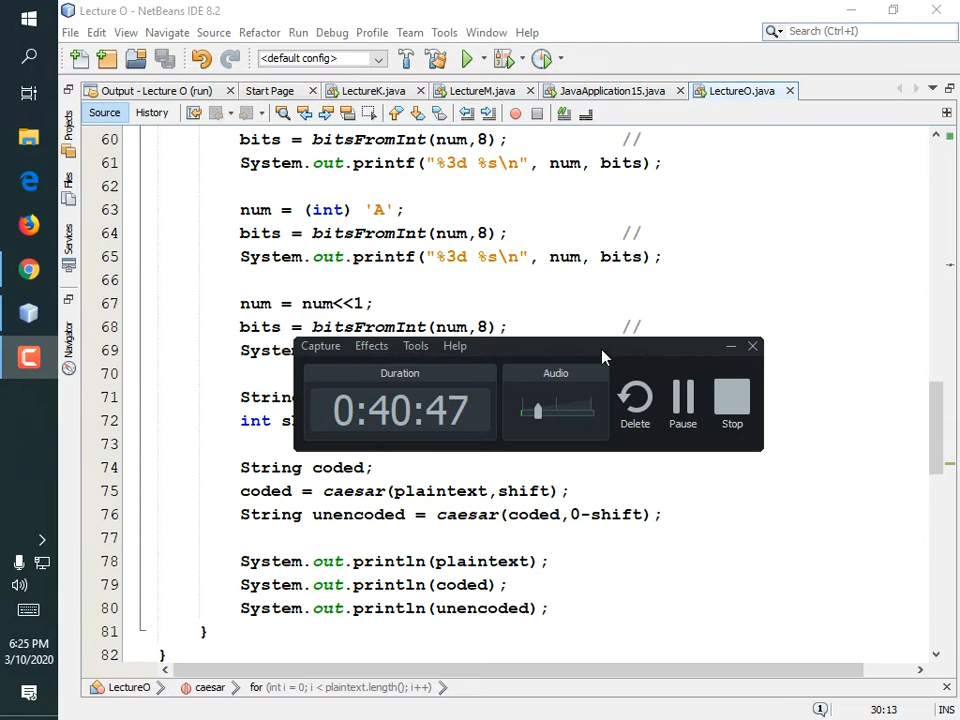 Lecture O - NetBeans IDE 8.2
File Edit View Navigate Source Refactor Run Debug Profile Team Tools Window Help
Search (Ctrl+I)
<default config>
Output - Lecture O (run) Start Page LectureK.java LectureM.java JavaApplication15.java LectureO.java
Source History
Projects
Files
Services
Navigator
60 bits = bitsFromInt(num,8); //
61 System.out.printf("%3d %s\n", num, bits);
62
63 num = (int) 'A';
64 bits = bitsFromInt(num,8); //
65 System.out.printf("%3d %s\n", num, bits);
66
67 num = num<<1;
68 bits = bitsFromInt(num,8); //
69 Syste
70
71 Strin
72 int s
73
74 String coded;
75 coded = caesar(plaintext,shift);
76 String unencoded = caesar(coded,0-shift);
77
78 System.out.println(plaintext);
79 System.out.println(coded);
80 System.out.println(unencoded);
81 }
82 }
Capture Effects Tools Help
Duration Audio
0:40:47
Delete Pause Stop
LectureO caesar for (int i = 0; i < plaintext.length(); i++)
1 30:13 INS
6:25 PM
3/10/2020